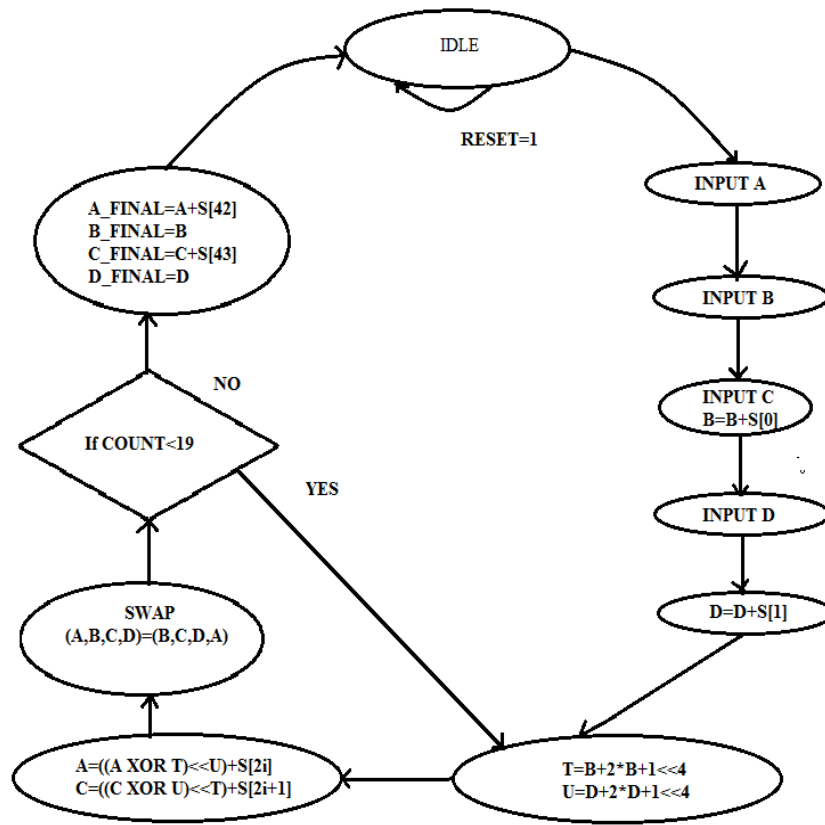 IDLE
RESET=1
INPUT A
INPUT B
INPUT C
B=B+S[0]
INPUT D
D=D+S[1]
T=B+2*B+1<<4
U=D+2*D+1<<4
A=((A XOR T)<<U)+S[2i]
C=((C XOR U)<<T)+S[2i+1]
SWAP
(A,B,C,D)=(B,C,D,A)
If COUNT<19
YES
NO
A_FINAL=A+S[42]
B_FINAL=B
C_FINAL=C+S[43]
D_FINAL=D